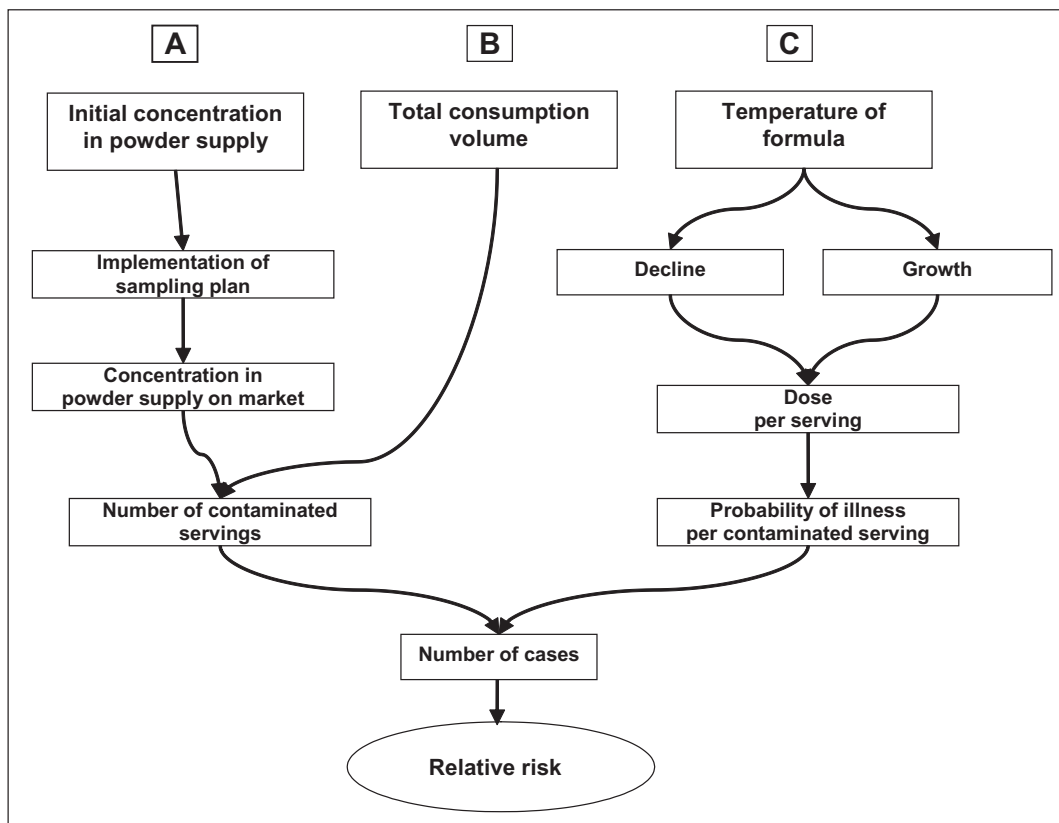 A
B
C
Initial concentration
in powder supply
Total consumption
volume
Temperature of
formula
Implementation of
sampling plan
Decline
Growth
Concentration in
powder supply on market
Dose
per serving
Number of contaminated
servings
Probability of illness
per contaminated serving
Number of cases
Relative risk